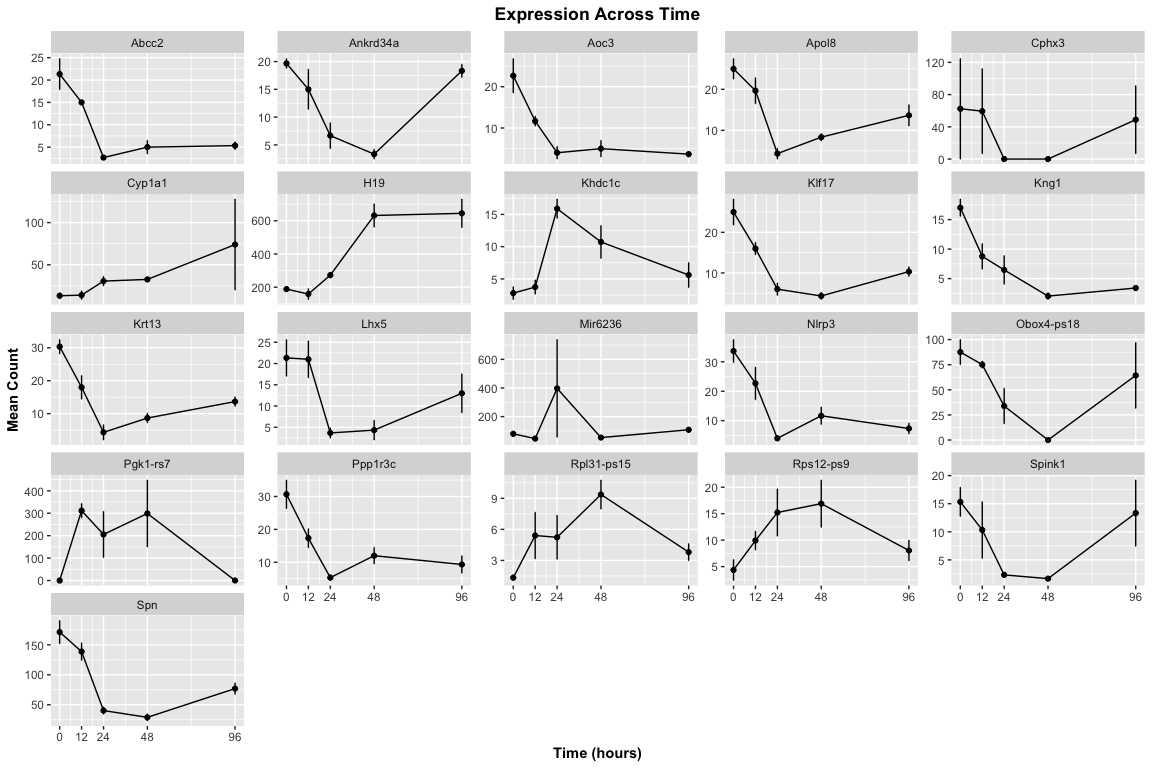 Expression Across Time
Abcc2 Ankrd34a Aoc3 Apol8 Cphx3
25 20 15 10 5
20 15 10 5
20 10
20 10
120 80 40 0
Cyp1a1 H19 Khdc1c Klf17 Kng1
100 50
600 400 200
15 10 5
20 10
15 10 5
Krt13 Lhx5 Mir6236 Nlrp3 Obox4-ps18
30 20 10
25 20 15 10 5
600 400 200
30 20 10
100 75 50 25 0
Mean Count
Pgk1-rs7 Ppp1r3c Rpl31-ps15 Rps12-ps9 Spink1
400 300 200 100 0
30 20 10
9 6 3
20 15 10 5
20 15 10 5
0 12 24 48 96
0 12 24 48 96
0 12 24 48 96
0 12 24 48 96
Spn
150 100 50
0 12 24 48 96
Time (hours)